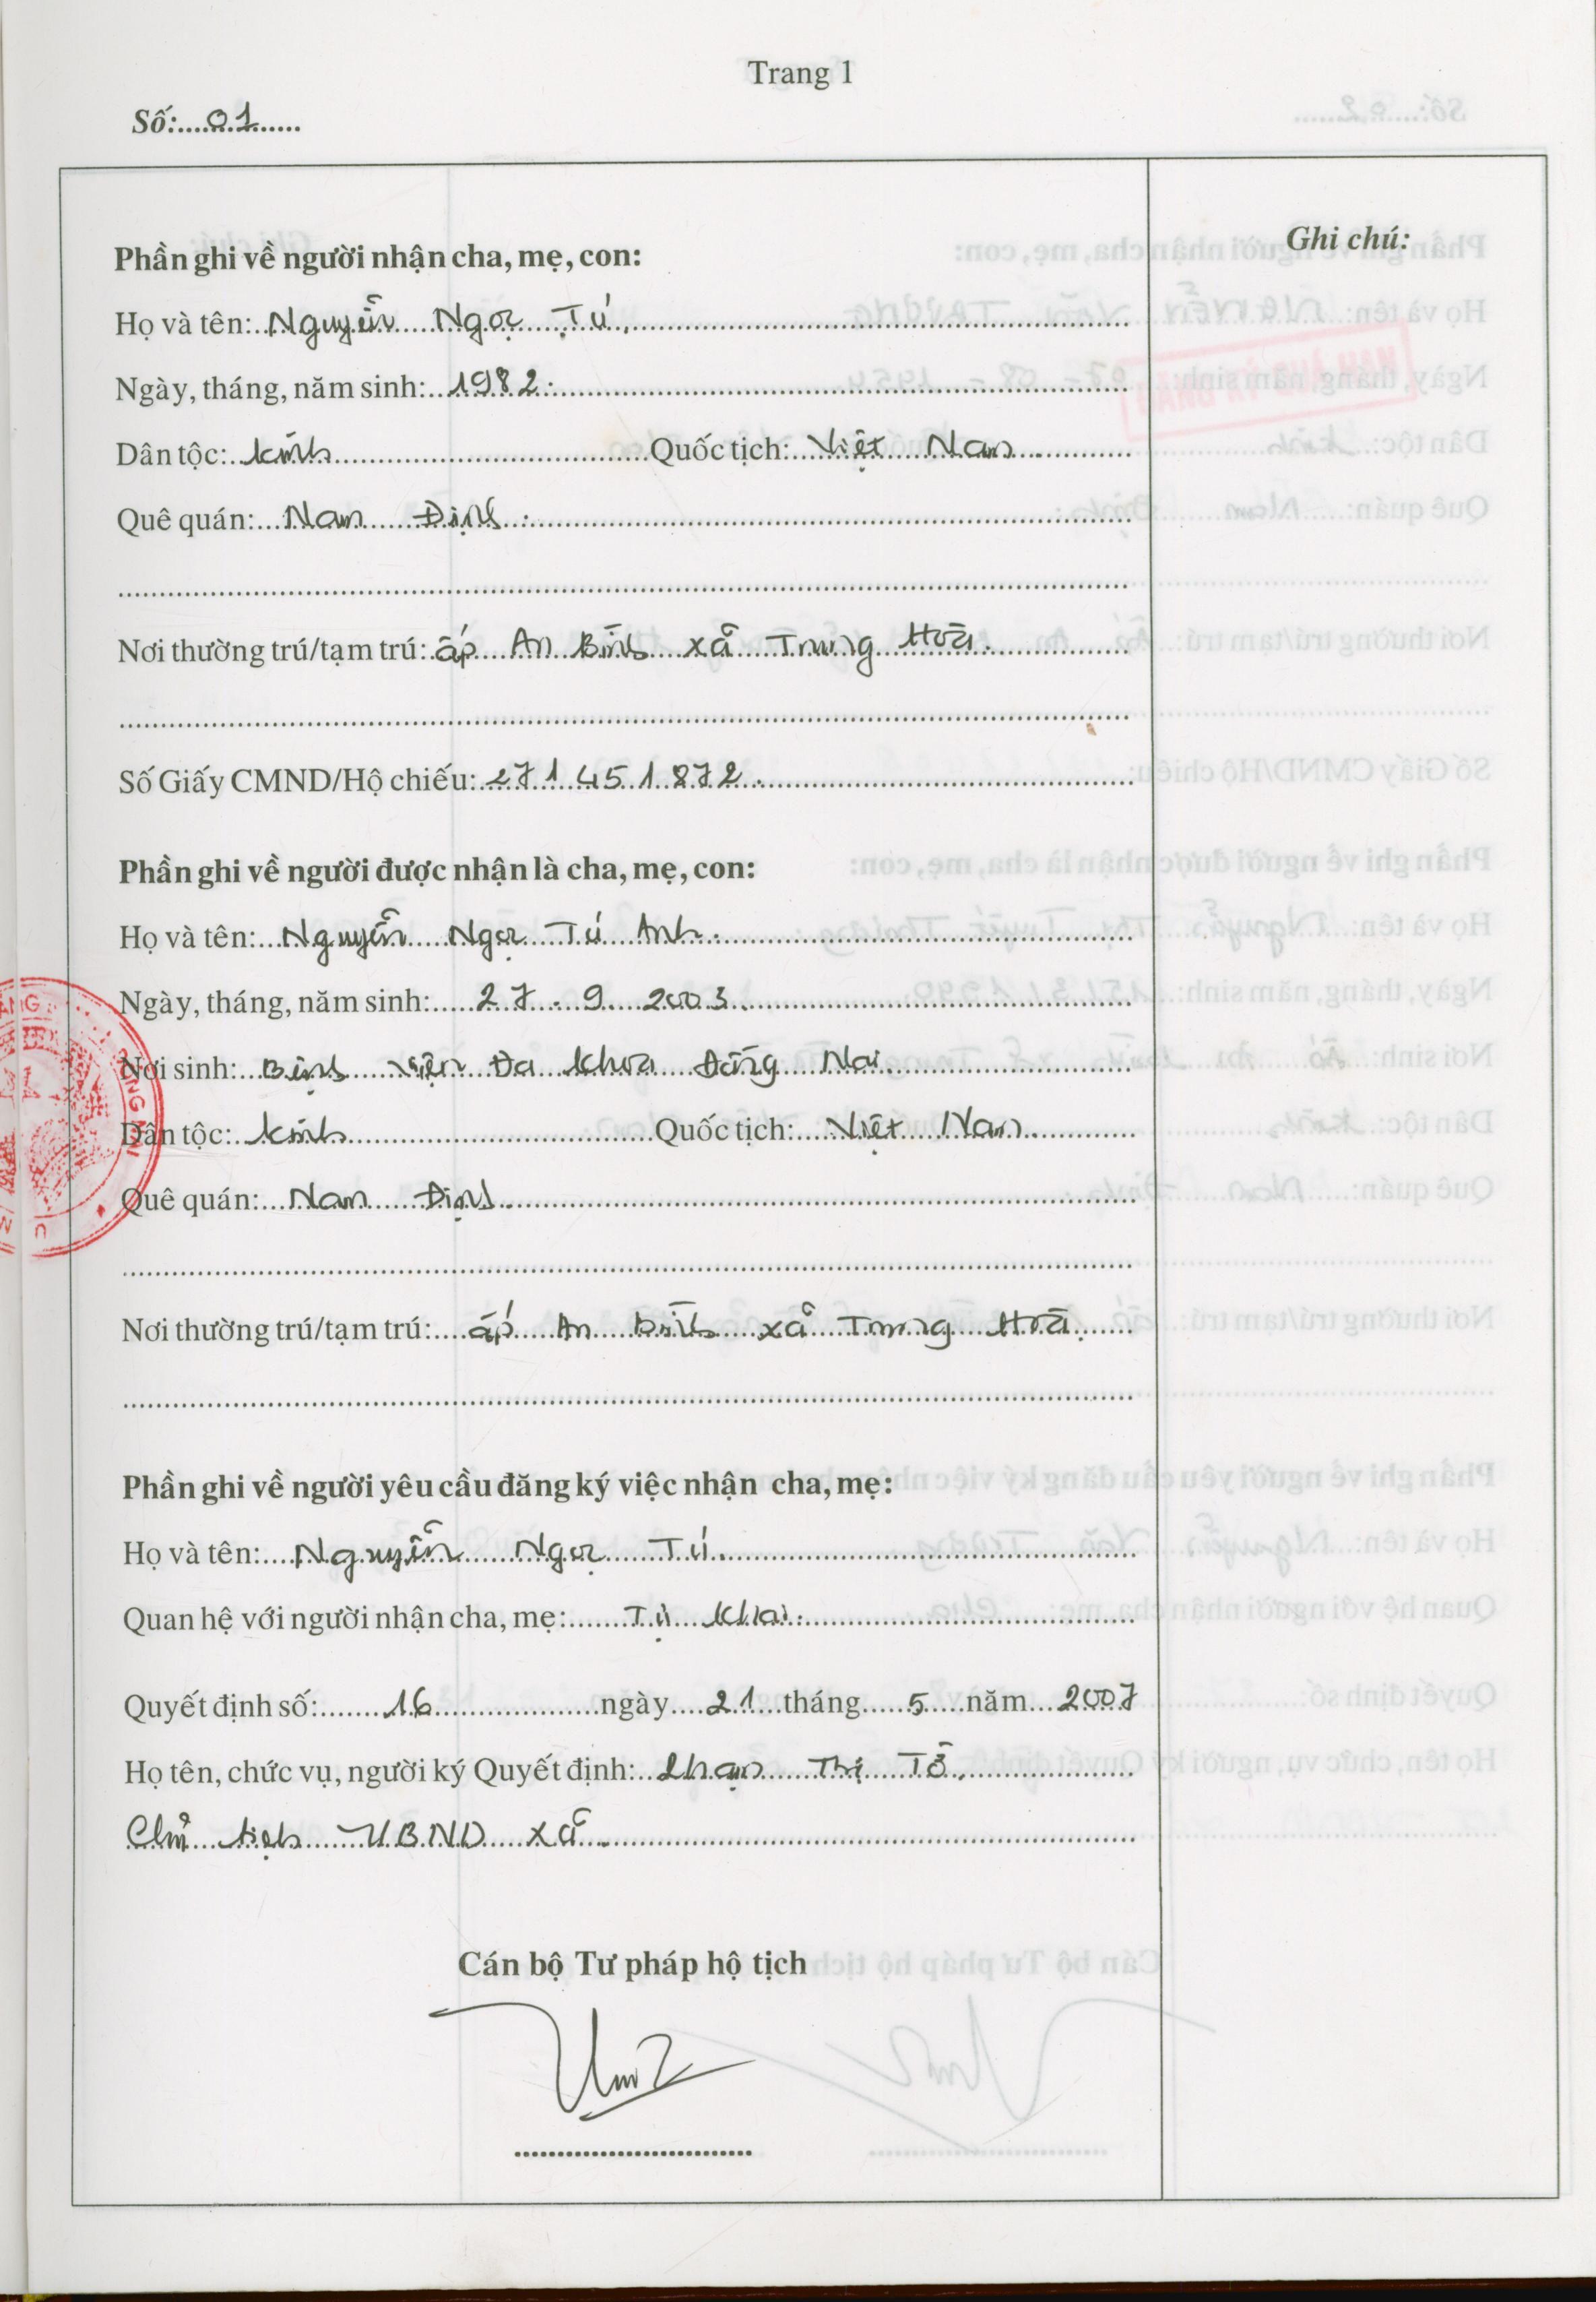 Trang 1
Số: 01
Ghi chú:
Phần ghi về người nhận cha, mẹ, con:
Họ và tên: Nguyễn Ngọc Tú.
Ngày, tháng, năm sinh: 1982.
Dân tộc: kinh Quốc tịch: Việt Nam.
Quê quán: Nam Định.
Nơi thường trú/tạm trú: ấp An Bình xã Trung Hoà.
Số Giấy CMND/Hộ chiếu: 271 451 872.
Phần ghi về người được nhận là cha, mẹ, con:
Họ và tên: Nguyễn Ngọc Tú Anh.
Ngày, tháng, năm sinh: 27. 9. 2003
Nơi sinh: Bệnh viện Đa khoa Đồng Nai
Dân tộc: kinh Quốc tịch: Việt Nam
Quê quán: Nam Định.
Nơi thường trú/tạm trú: ấp An Bình xã Trung Hoà.
Phần ghi về người yêu cầu đăng ký việc nhận cha, mẹ:
Họ và tên: Nguyễn Ngọc Tú.
Quan hệ với người nhận cha, mẹ: Tự khai.
Quyết định số: 16 ngày 21 tháng 5 năm 2007
Họ tên, chức vụ, người ký Quyết định: Phạm Thị Tô.
Chủ tịch UBND xã.
Cán bộ Tư pháp hộ tịch